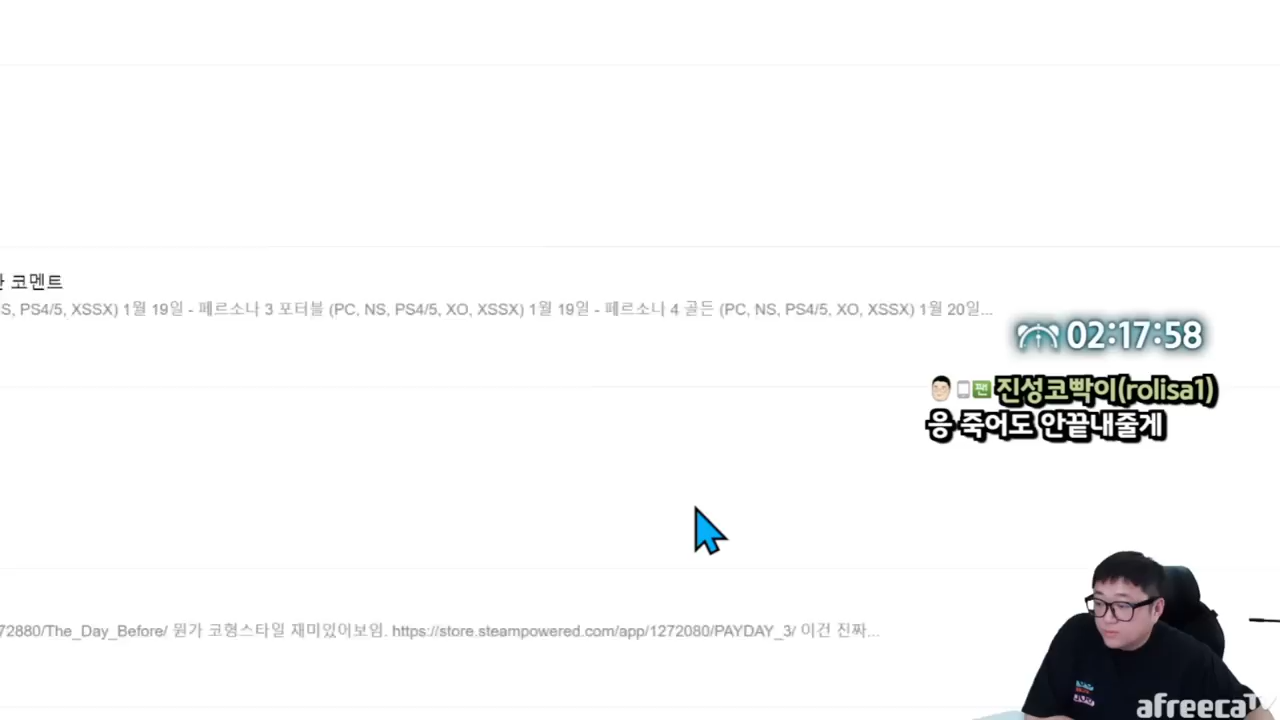 코멘트
S, PS4/5, XSSX) 1월 19일 - 페르소나 3 포터블 (PC, NS, PS4/5, XO, XSSX) 1월 19일 - 페르소나 4 골든 (PC, NS, PS4/5, XO, XSSX) 1월 20일...
02:17:58
팬 진성코빡이(rolisa1)
응 죽어도 안끝내줄게
72880/The_Day_Before/ 뭔가 코형스타일 재미있어보임. https://store.steampowered.com/app/1272080/PAYDAY_3/ 이건 진짜...
afreecaTV